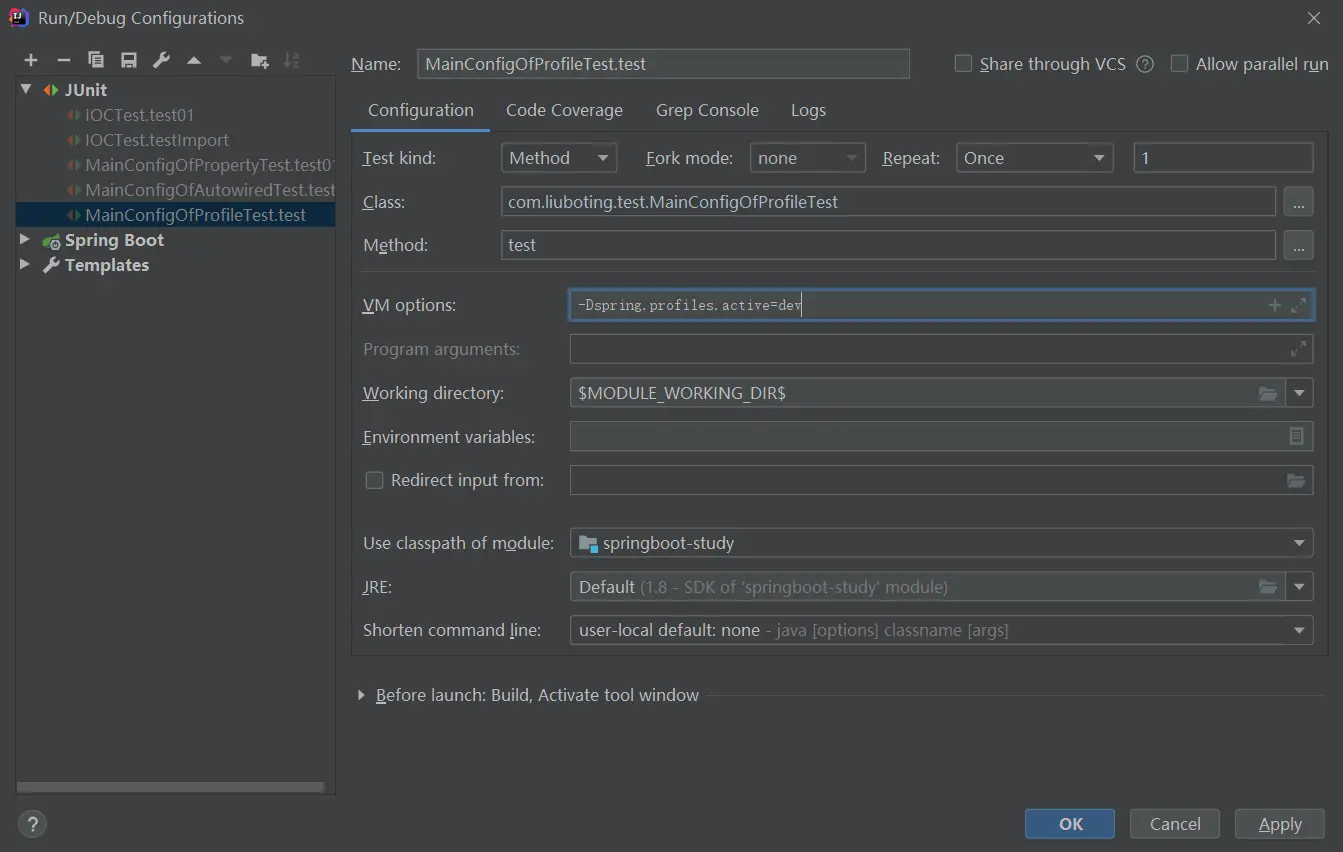 Run/Debug Configurations
Name: MainConfigOfProfileTest.test Share through VCS ? Allow parallel run
JUnit
IOCTest.test01
IOCTest.testImport
MainConfigOfPropertyTest.test01
MainConfigOfAutowiredTest.test
MainConfigOfProfileTest.test
Spring Boot
Templates
Configuration Code Coverage Grep Console Logs
Test kind: Method Fork mode: none Repeat: Once 1
Class: com.liuboting.test.MainConfigOfProfileTest ...
Method: test ...
VM options: -Dspring.profiles.active=dev
Program arguments:
Working directory: $MODULE_WORKING_DIR$
Environment variables:
Redirect input from:
Use classpath of module: springboot-study
JRE: Default (1.8 - SDK of 'springboot-study' module)
Shorten command line: user-local default: none - java [options] classname [args]
Before launch: Build, Activate tool window
? OK Cancel Apply